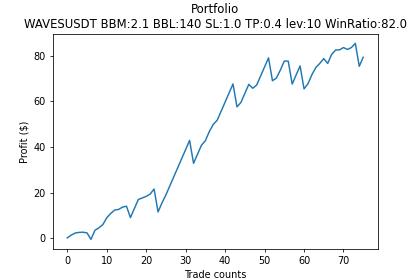 Portfolio
WAVESUSDT BBM:2.1 BBL:140 SL:1.0 TP:0.4 lev:10 WinRatio:82.0
80
60
40
20
0
Profit ($)
0 10 20 30 40 50 60 70
Trade counts